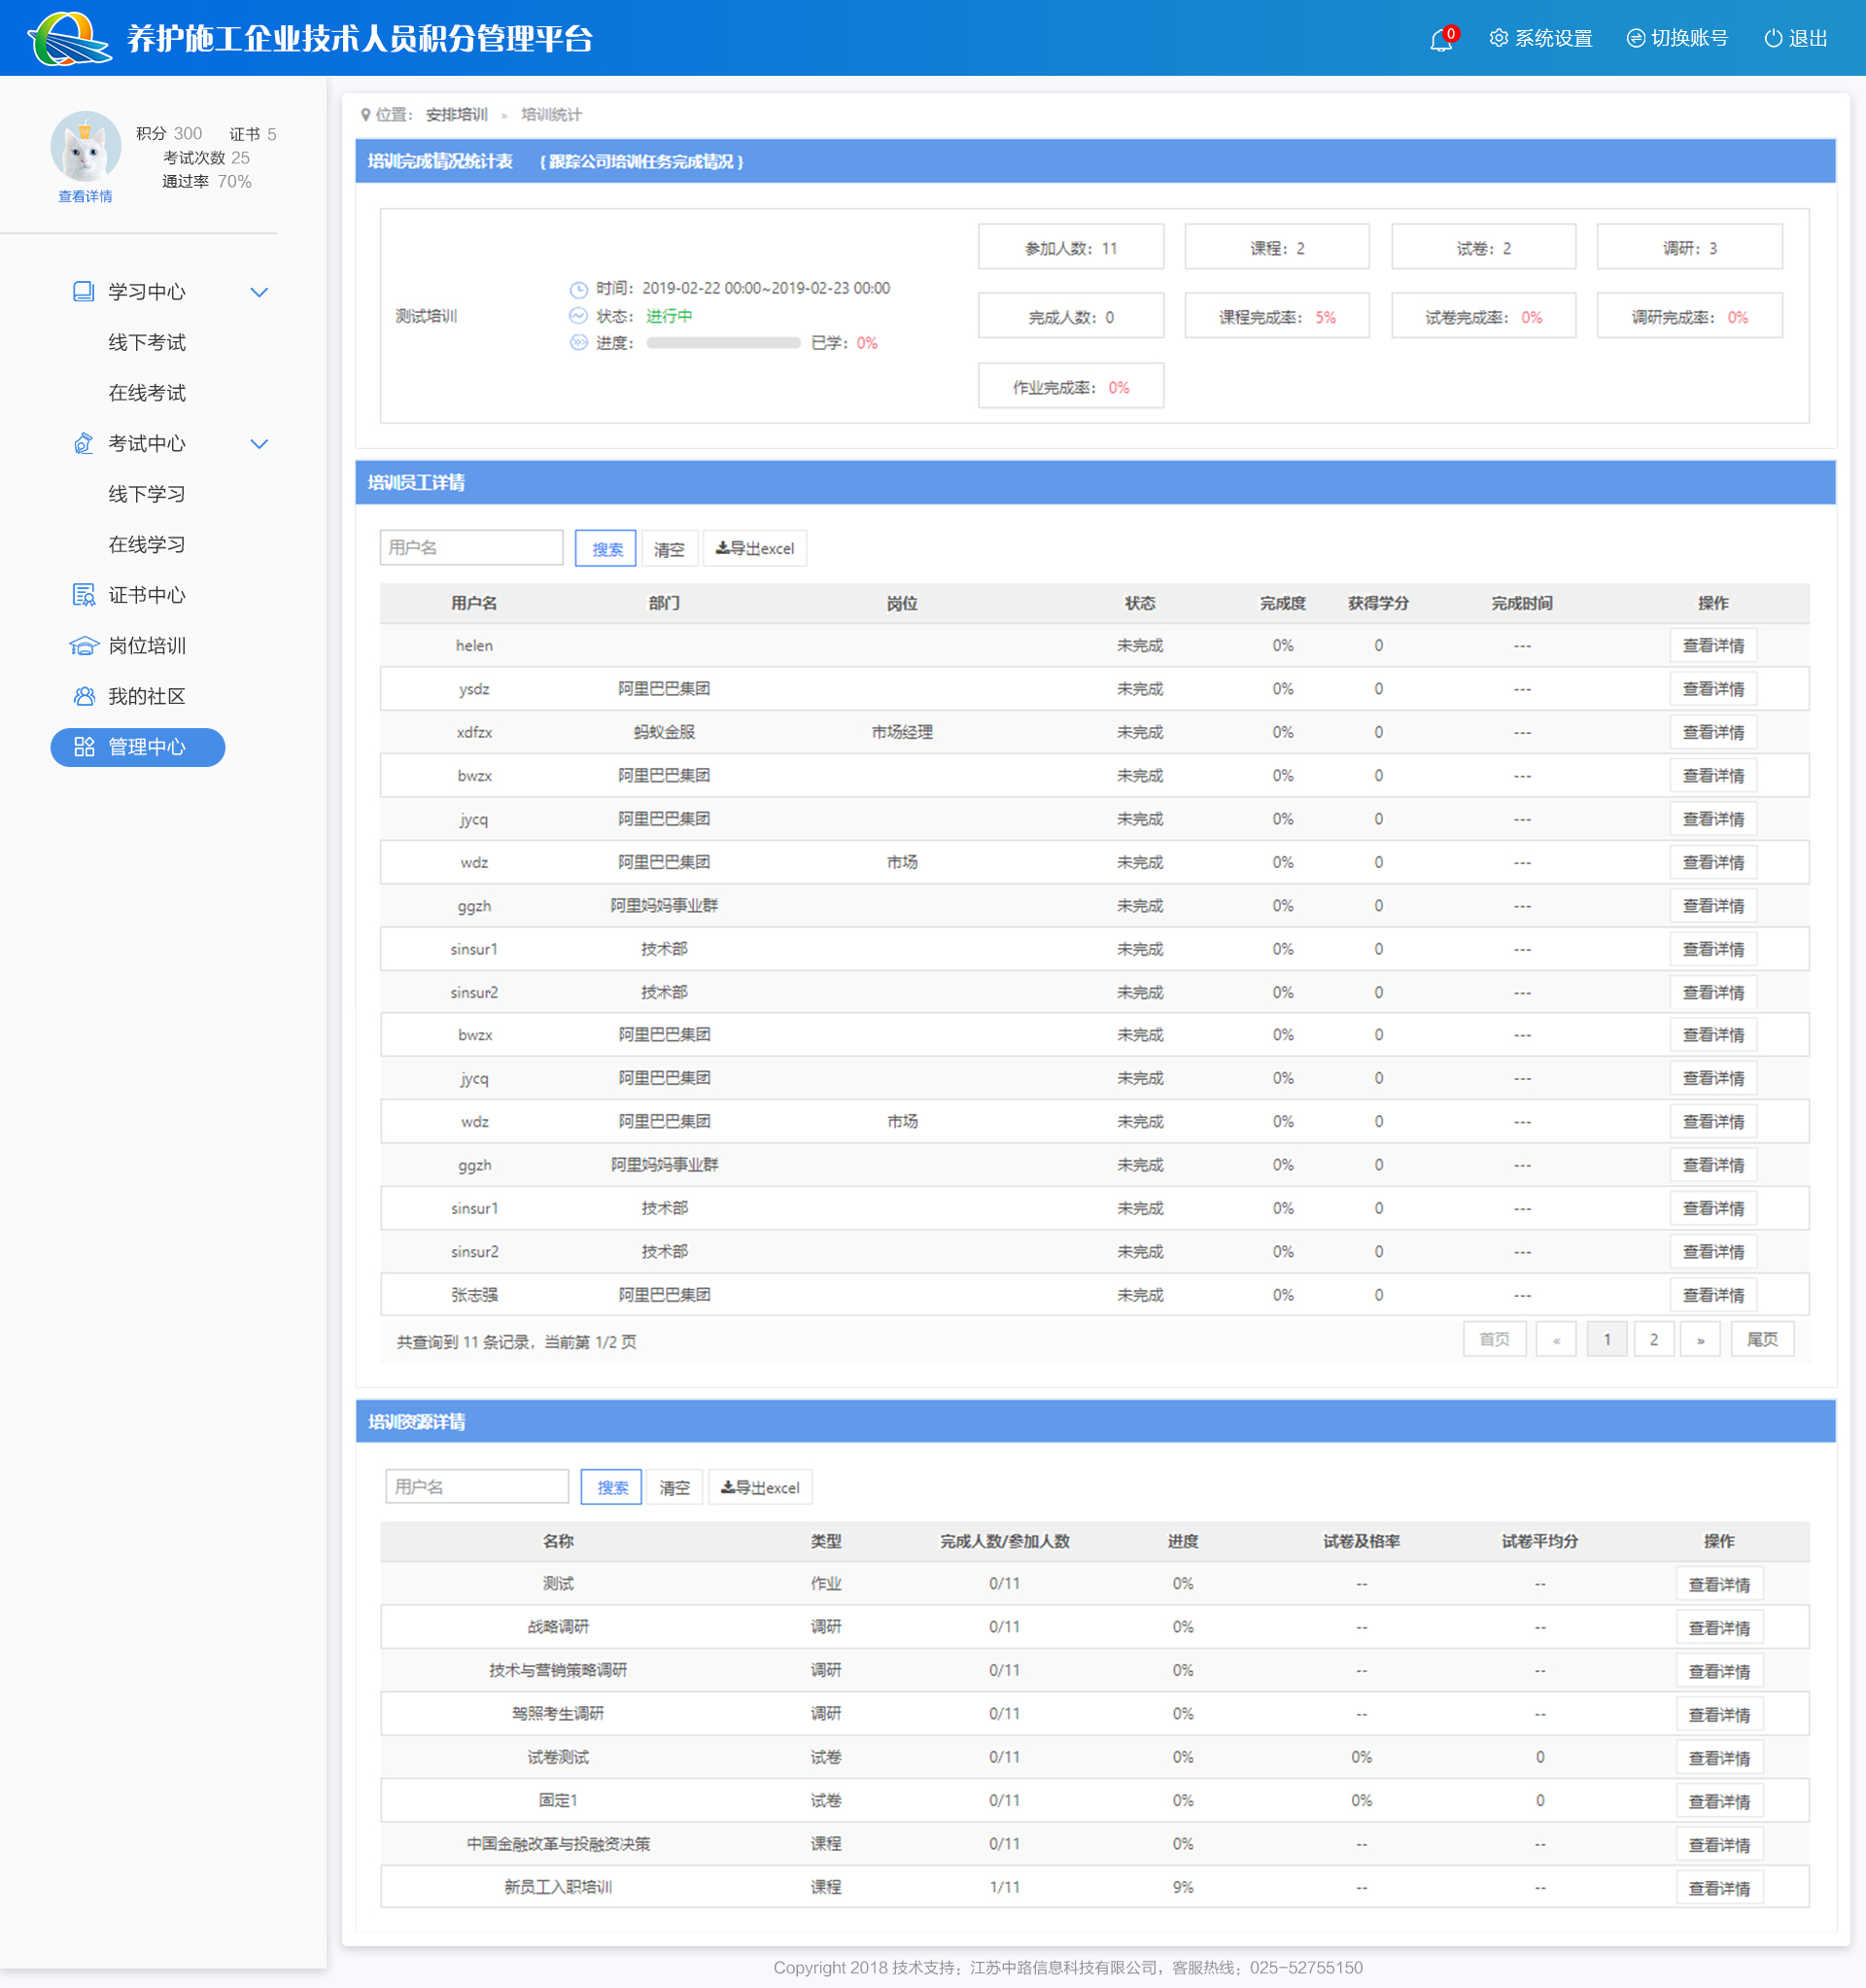 养护施工企业技术人员积分管理平台
0 系统设置 切换账号 退出
积分 300 证书 5
考试次数 25
通过率 70%
查看详情
学习中心
线下考试
在线考试
考试中心
线下学习
在线学习
证书中心
岗位培训
我的社区
管理中心
位置： 安排培训 » 培训统计
培训完成情况统计表 { 跟踪公司培训任务完成情况 }
测试培训
时间： 2019-02-22 00:00~2019-02-23 00:00
状态： 进行中
进度： 已学： 0%
参加人数： 11 课程： 2 试卷： 2 调研： 3
完成人数： 0 课程完成率： 5% 试卷完成率： 0% 调研完成率： 0%
作业完成率： 0%
培训员工详情
用户名 搜索 清空 导出excel
用户名 部门 岗位 状态 完成度 获得学分 完成时间 操作
helen 未完成 0% 0 --- 查看详情
ysdz 阿里巴巴集团 未完成 0% 0 --- 查看详情
xdfzx 蚂蚁金服 市场经理 未完成 0% 0 --- 查看详情
bwzx 阿里巴巴集团 未完成 0% 0 --- 查看详情
jycq 阿里巴巴集团 未完成 0% 0 --- 查看详情
wdz 阿里巴巴集团 市场 未完成 0% 0 --- 查看详情
ggzh 阿里妈妈事业群 未完成 0% 0 --- 查看详情
sinsur1 技术部 未完成 0% 0 --- 查看详情
sinsur2 技术部 未完成 0% 0 --- 查看详情
bwzx 阿里巴巴集团 未完成 0% 0 --- 查看详情
jycq 阿里巴巴集团 未完成 0% 0 --- 查看详情
wdz 阿里巴巴集团 市场 未完成 0% 0 --- 查看详情
ggzh 阿里妈妈事业群 未完成 0% 0 --- 查看详情
sinsur1 技术部 未完成 0% 0 --- 查看详情
sinsur2 技术部 未完成 0% 0 --- 查看详情
张志强 阿里巴巴集团 未完成 0% 0 --- 查看详情
共查询到 11 条记录，当前第 1/2 页 首页 « 1 2 » 尾页
培训资源详情
用户名 搜索 清空 导出excel
名称 类型 完成人数/参加人数 进度 试卷及格率 试卷平均分 操作
测试 作业 0/11 0% -- -- 查看详情
战略调研 调研 0/11 0% -- -- 查看详情
技术与营销策略调研 调研 0/11 0% -- -- 查看详情
驾照考生调研 调研 0/11 0% -- -- 查看详情
试卷测试 试卷 0/11 0% 0% 0 查看详情
固定1 试卷 0/11 0% 0% 0 查看详情
中国金融改革与投融资决策 课程 0/11 0% -- -- 查看详情
新员工入职培训 课程 1/11 9% -- -- 查看详情
Copyright 2018 技术支持：江苏中路信息科技有限公司，客服热线：025-52755150